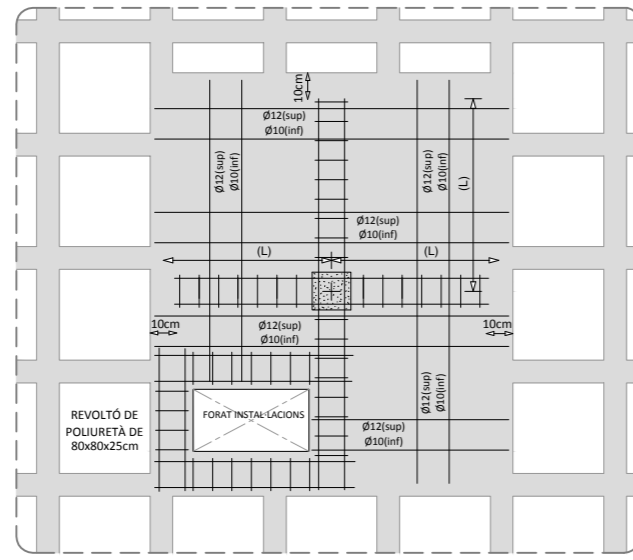 10cm
Ø12(sup)
Ø10(inf)
Ø12(sup)
Ø10(inf)
Ø12(sup)
Ø10(inf)
(L)
Ø12(sup)
Ø10(inf)
(L)
(L)
10cm
Ø12(sup)
Ø10(inf)
10cm
Ø12(sup)
Ø10(inf)
REVOLTÓ DE
POLIURETÀ DE
80x80x25cm
FORAT INSTAL·LACIONS
Ø12(sup)
Ø10(inf)